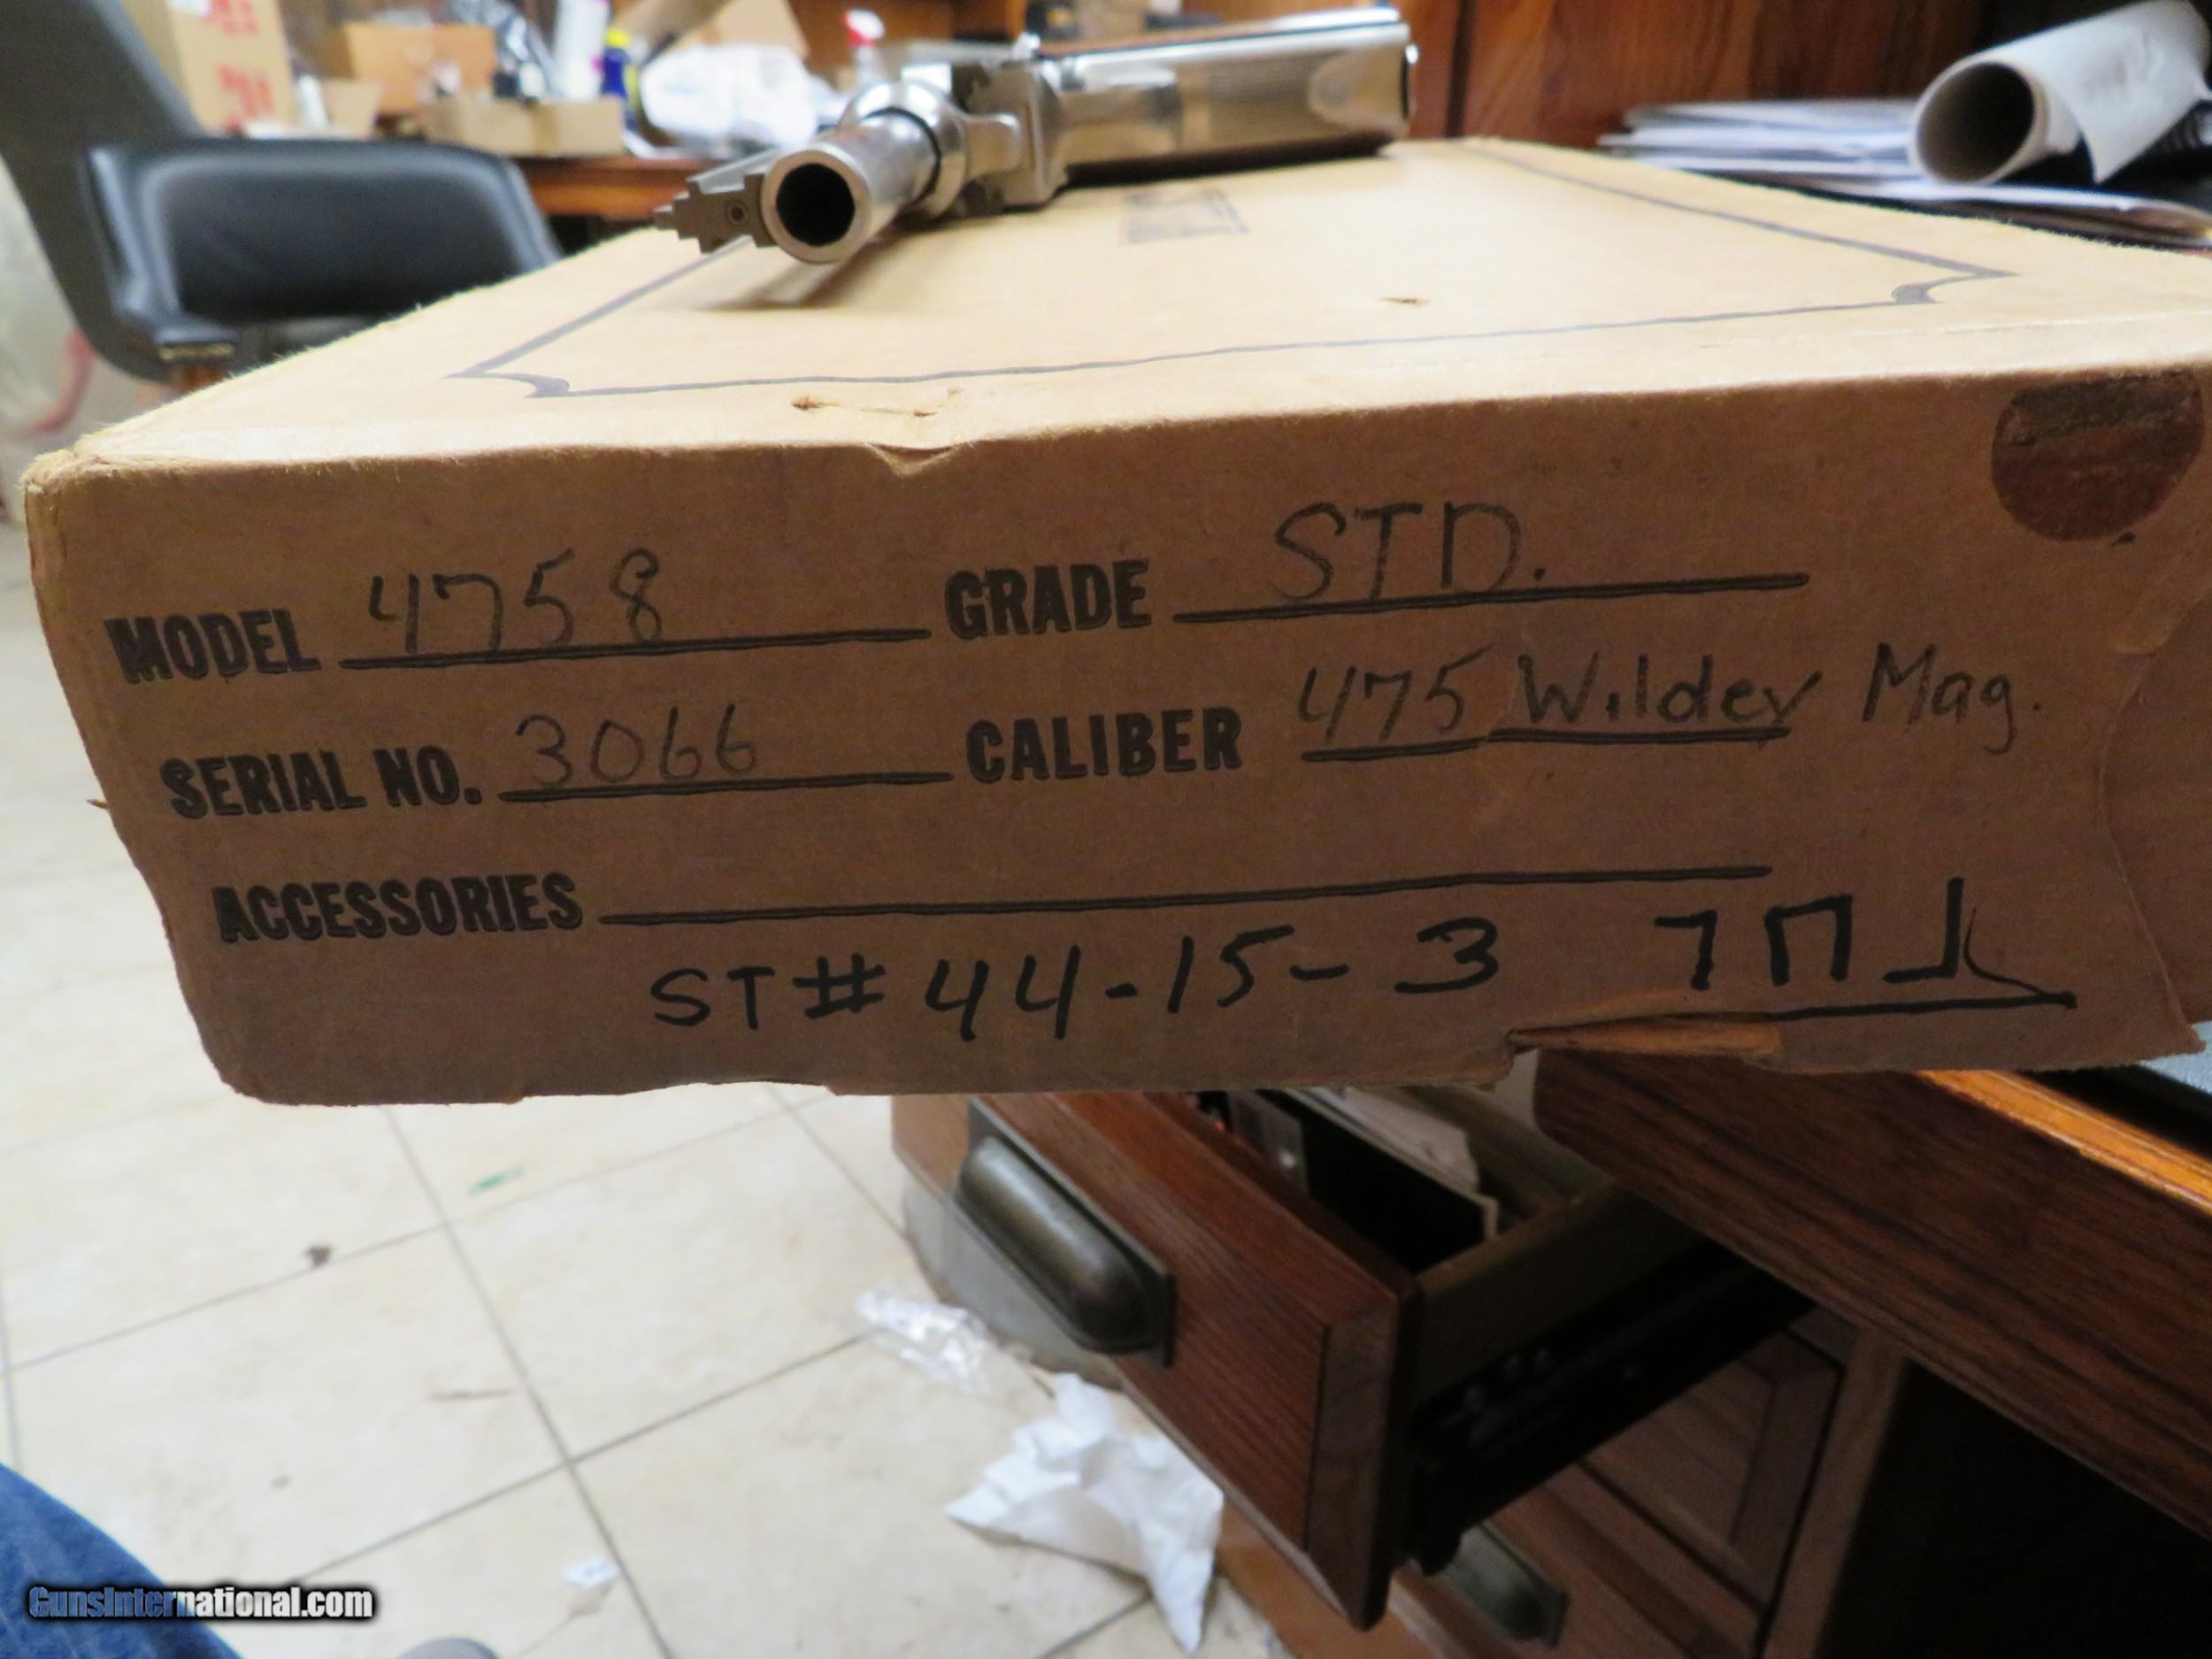 MODEL 4758 GRADE STD.
SERIAL NO. 3066 CALIBER 475 Wildey Mag.
ACCESSORIES
ST# 44-15-3
GunsInternational.com